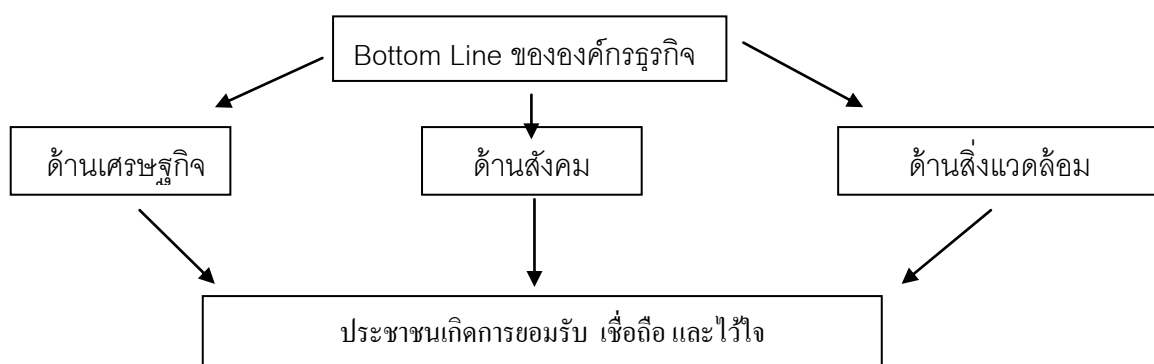 Bottom Line ขององค์กรธุรกิจ
ด้านเศรษฐกิจ
ด้านสังคม
ด้านสิ่งแวดล้อม
ประชาชนเกิดการยอมรับ เชื่อถือ และไว้ใจ